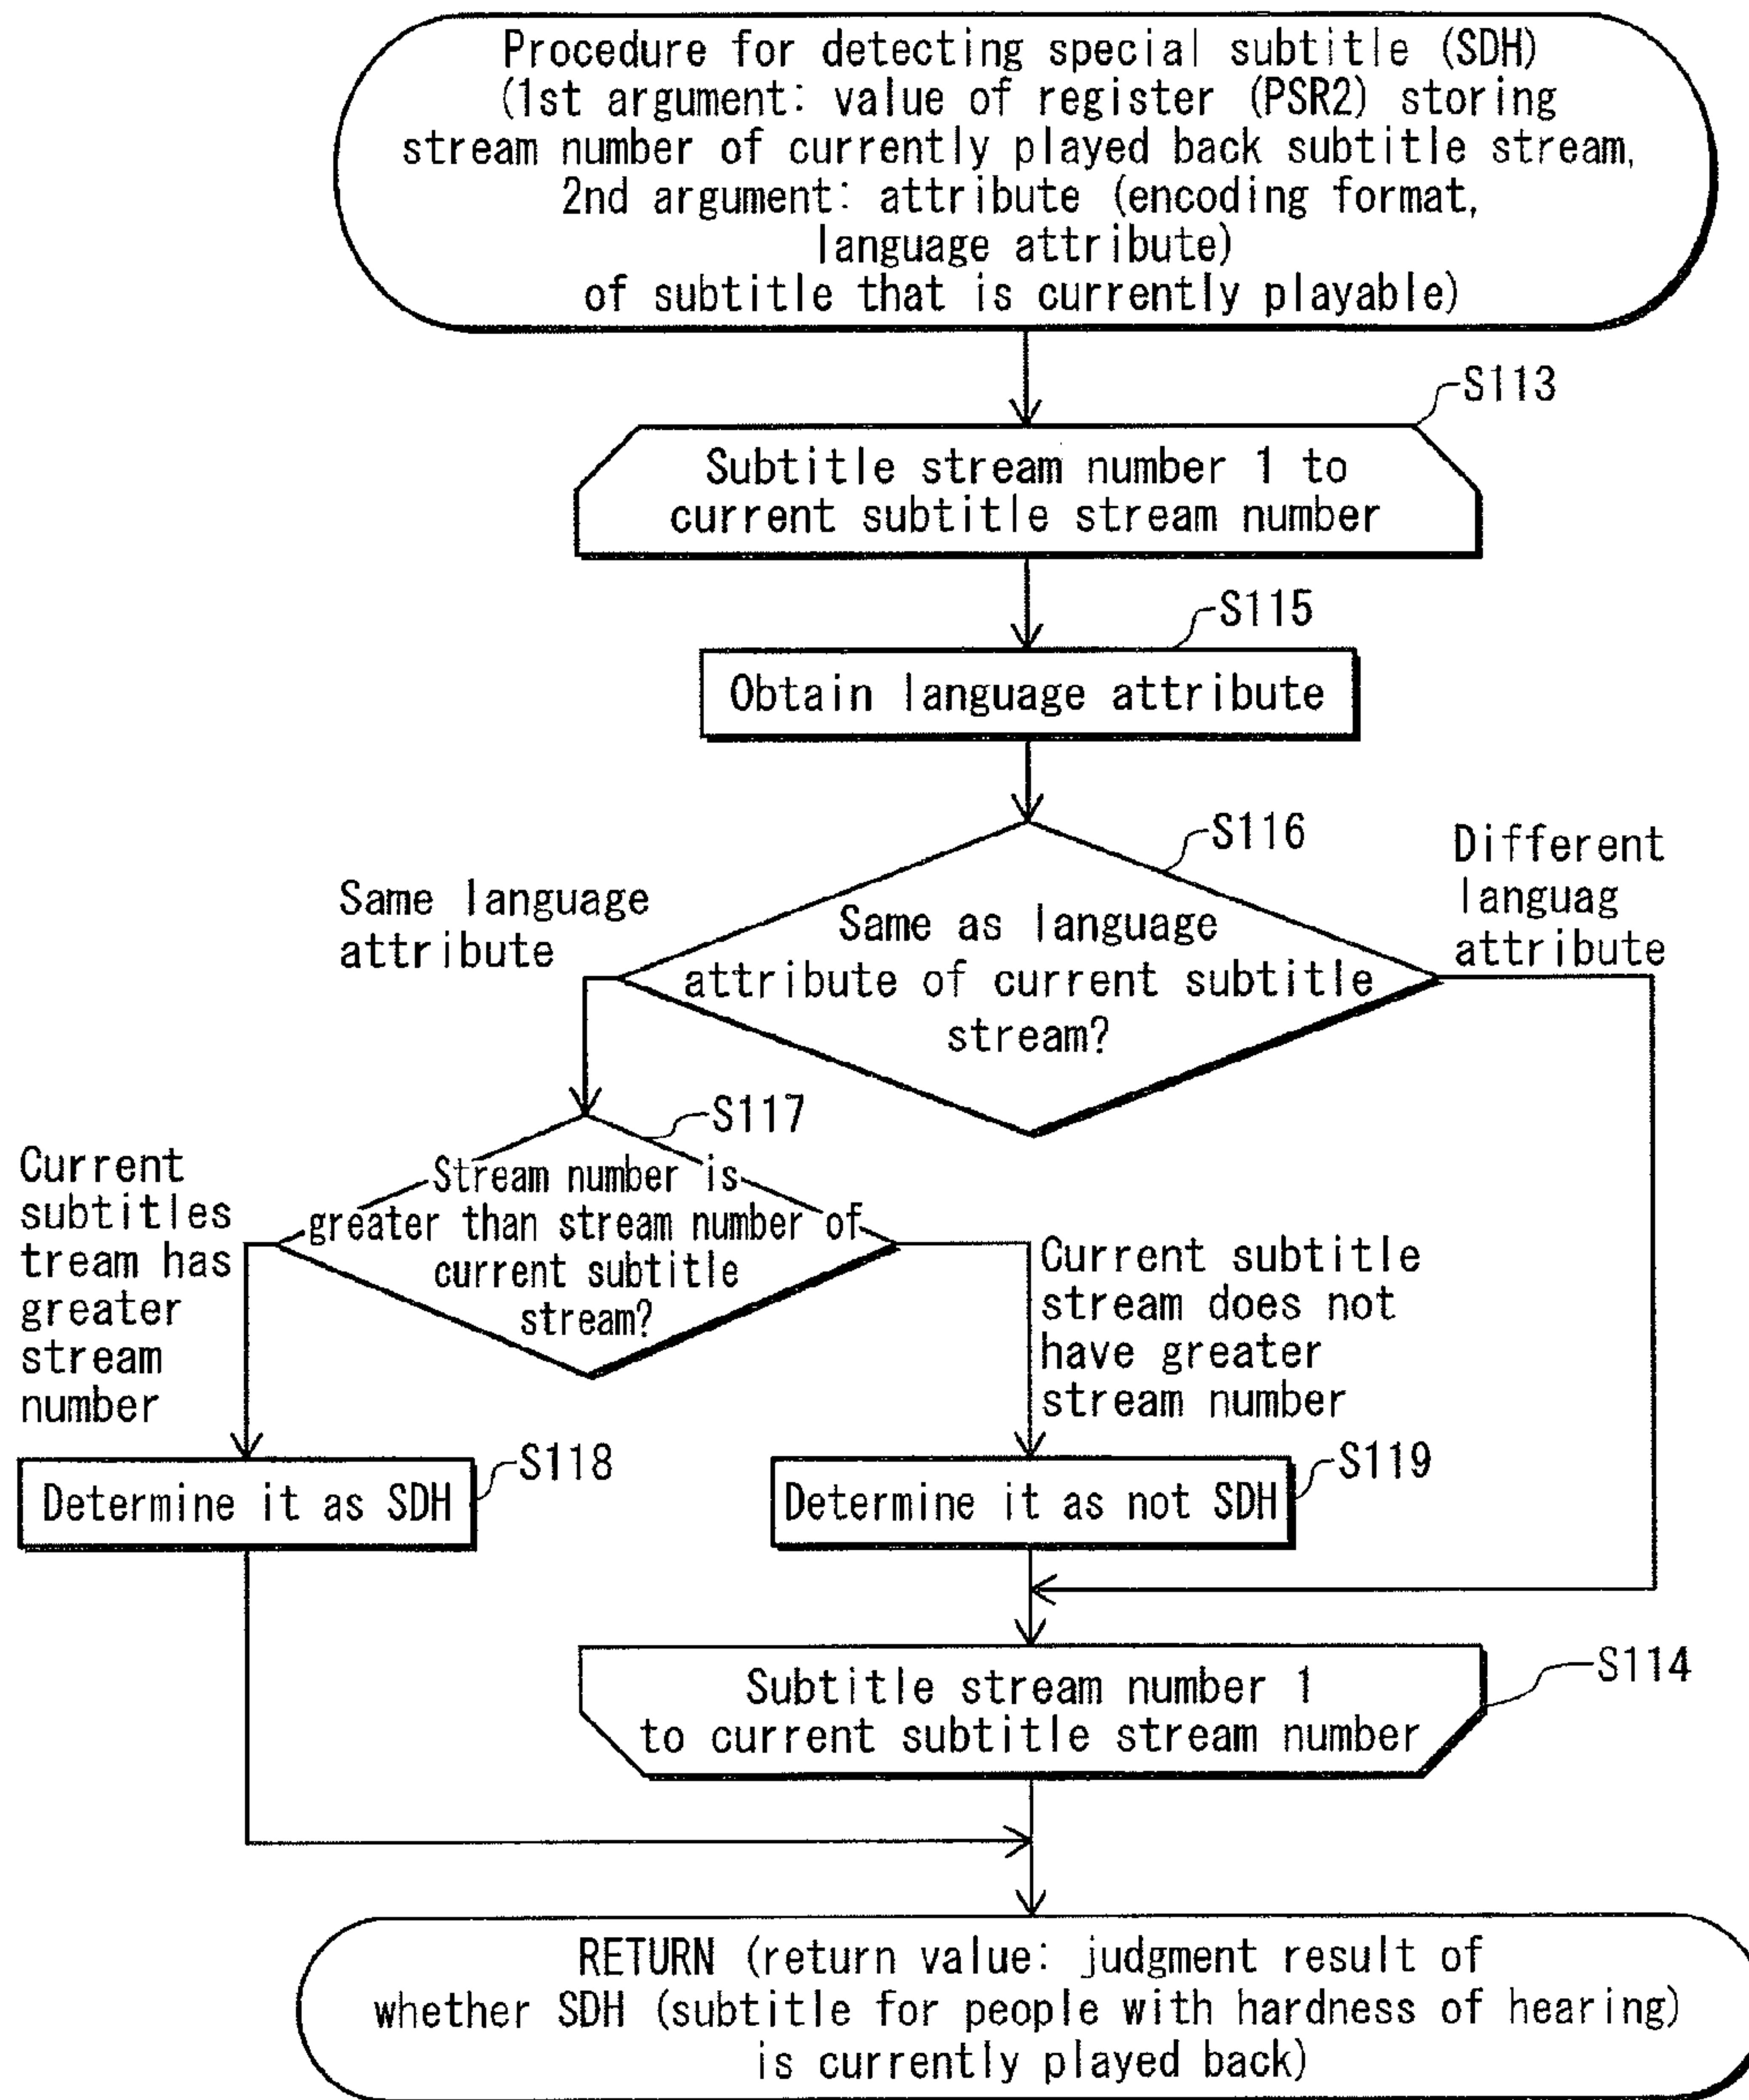 Procedure for detecting special subtitle (SDH)
(1st argument: value of register (PSR2) storing
stream number of currently played back subtitle stream,
2nd argument: attribute (encoding format,
language attribute)
of subtitle that is currently playable)
S113
Subtitle stream number 1 to
current subtitle stream number
S115
Obtain language attribute
S116
Same as language
attribute of current subtitle
stream?
Same language
attribute
Different
languag
attribute
S117
Stream number is
greater than stream number of
current subtitle
stream?
Current
subtitles
tream has
greater
stream
number
Current subtitle
stream does not
have greater
stream number
S118
Determine it as SDH
S119
Determine it as not SDH
S114
Subtitle stream number 1
to current subtitle stream number
RETURN (return value: judgment result of
whether SDH (subtitle for people with hardness of hearing)
is currently played back)